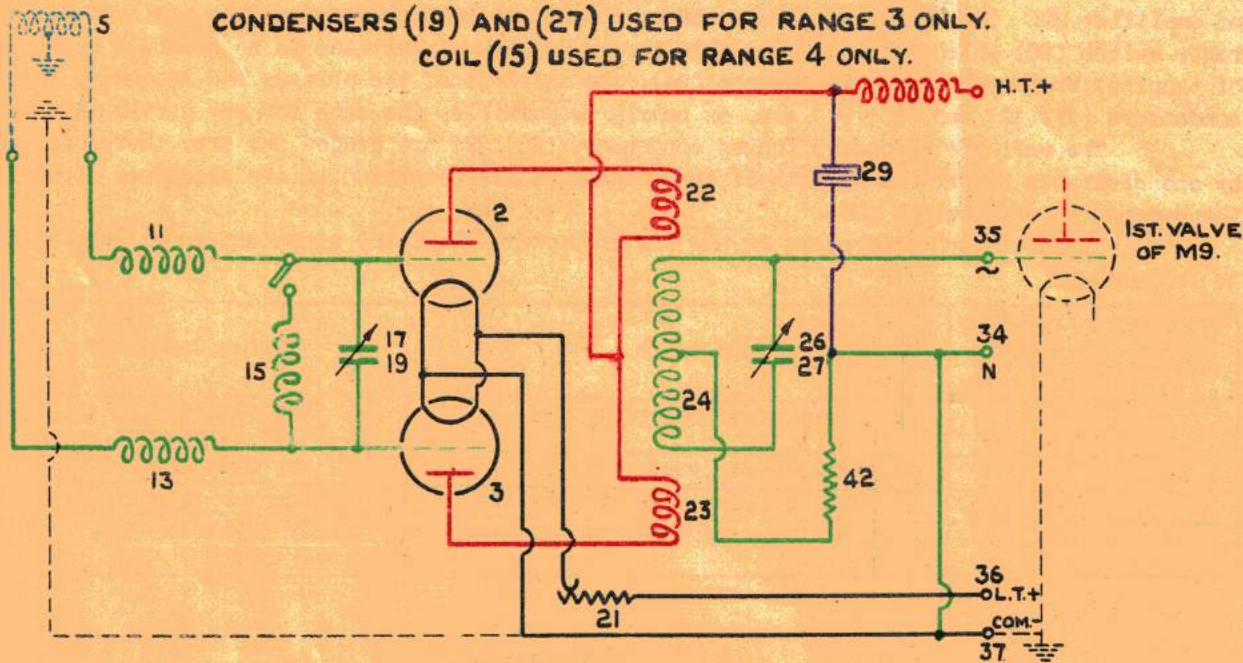 5
CONDENSERS (19) AND (27) USED FOR RANGE 3 ONLY.
COIL (15) USED FOR RANGE 4 ONLY.
H.T.+
29
22
2
11
35
~
1ST. VALVE
OF M9.
15
17
19
26
27
34
N
24
13
3
23
42
36
L.T.+
21
COM.
37